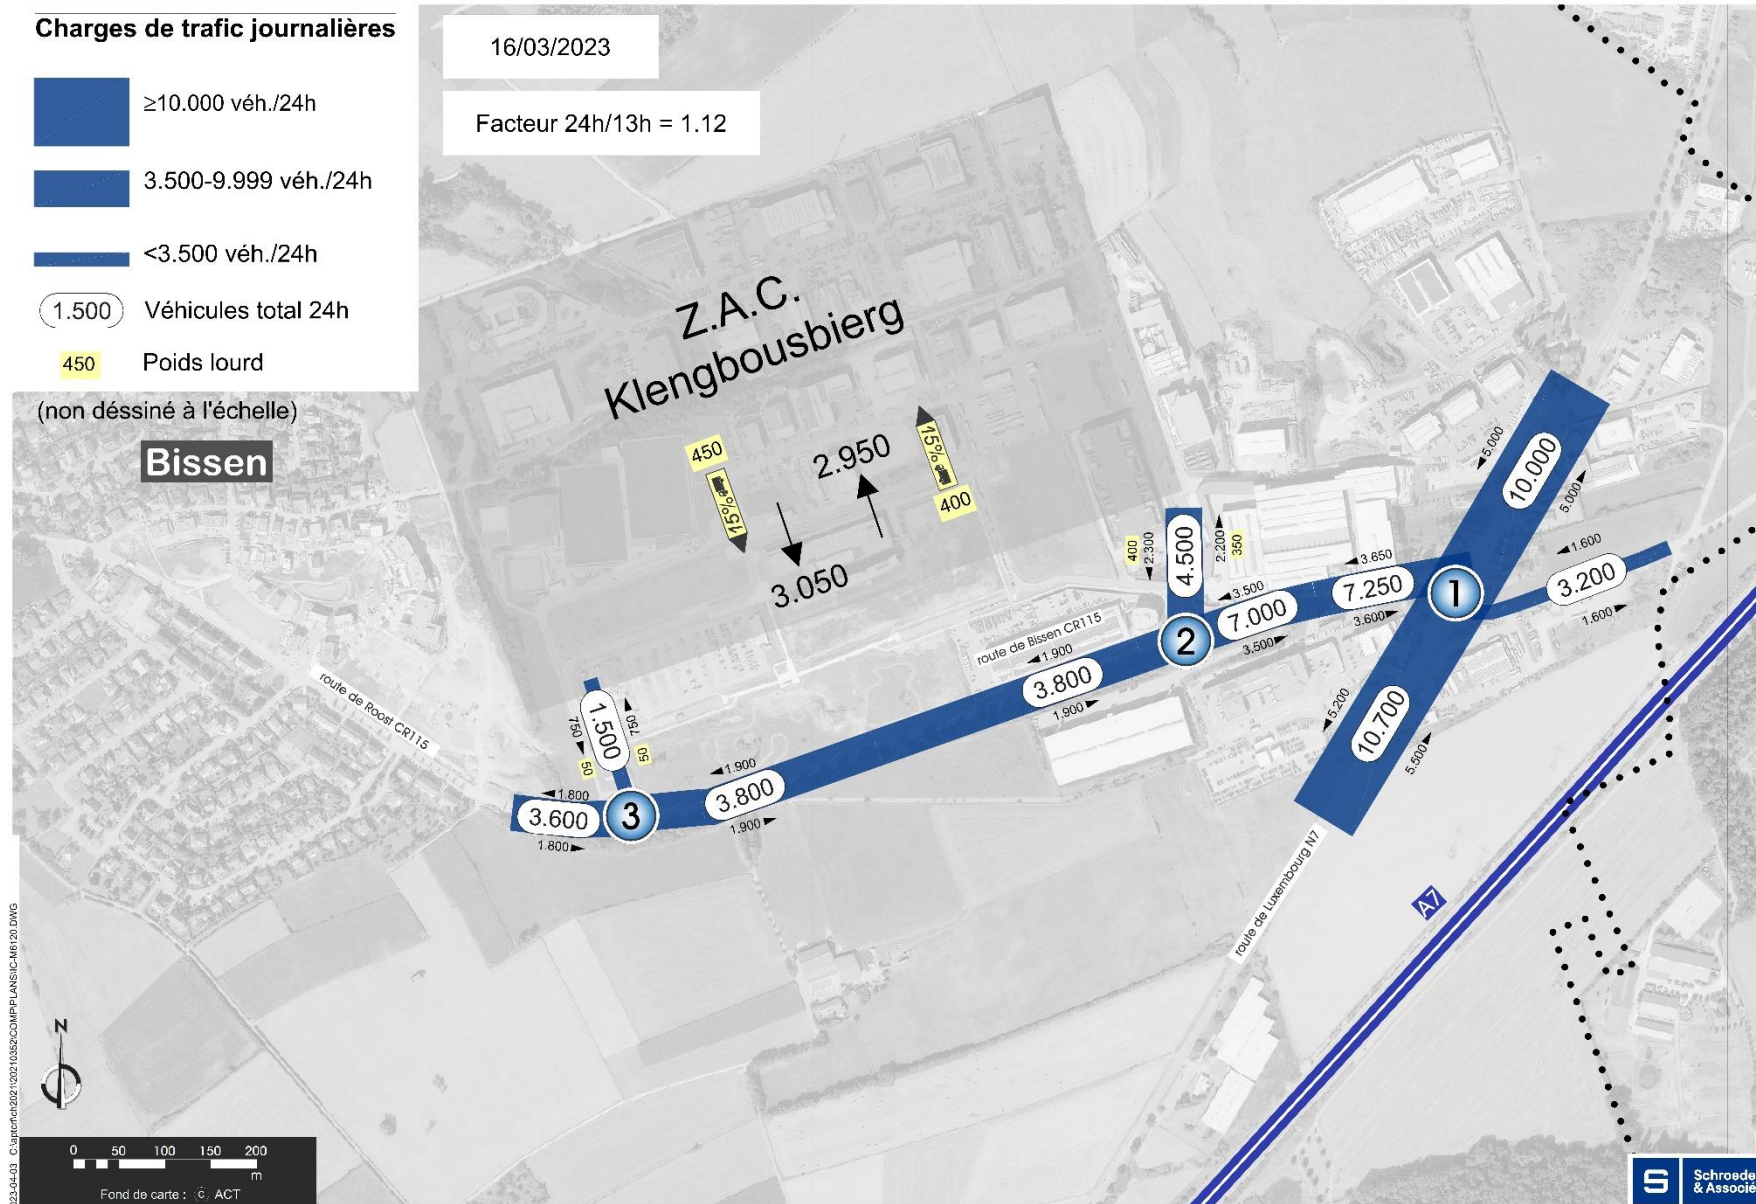 Charges de trafic journalières
≥10.000 véh./24h
3.500-9.999 véh./24h
<3.500 véh./24h
1.500 Véhicules total 24h
450 Poids lourd
(non déssiné à l'échelle)
16/03/2023
Facteur 24h/13h = 1.12
Bissen
Z.A.C.
Klengbousbierg
450
15%
2.950
15%
400
3.050
400
2.300
4.500
2.200
350
5.000
10.000
5.000
1.600
3.200
1.600
3.650
7.250
3.600
1
3.500
7.000
3.500
2
route de Bissen CR115
1.900
3.800
1.900
5.200
10.700
5.500
route de Roost CR115
750
50
1.500
750
50
1.900
3.800
1.900
1.800
3.600
1.800
3
route de Luxembourg N7
A7
N
0 50 100 150 200
m
Fond de carte : © ACT
S
Schroede
& Associé